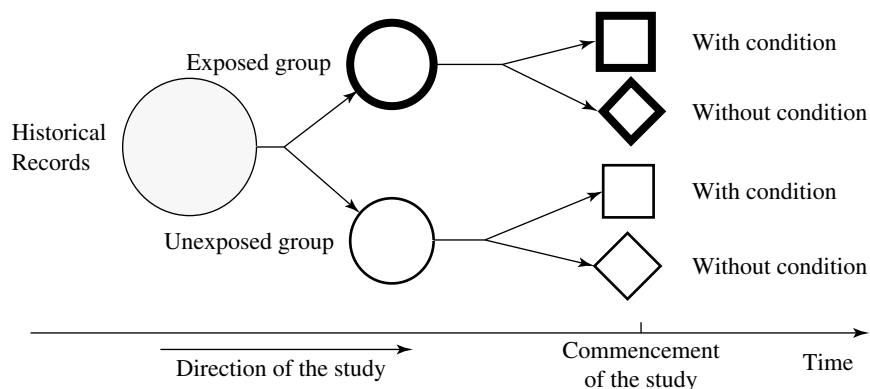 Exposed group
With condition
Without condition
Historical
Records
Unexposed group
With condition
Without condition
Direction of the study
Commencement
of the study
Time